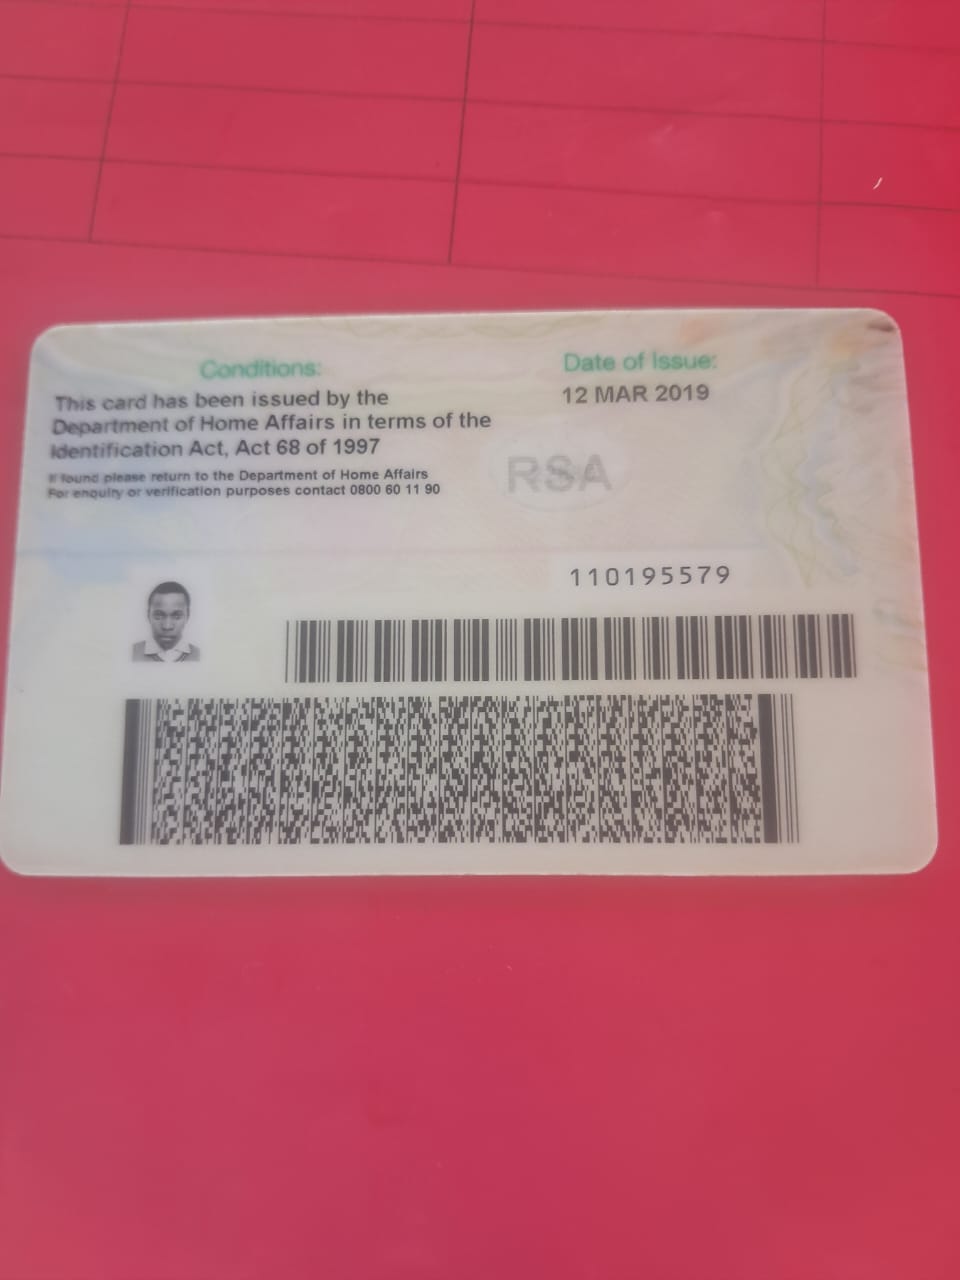 Conditions:
This card has been issued by the
Department of Home Affairs in terms of the
Identification Act, Act 68 of 1997
If found please return to the Department of Home Affairs
For enquiry or verification purposes contact 0800 60 11 90
Date of Issue:
12 MAR 2019
RSA
110195579